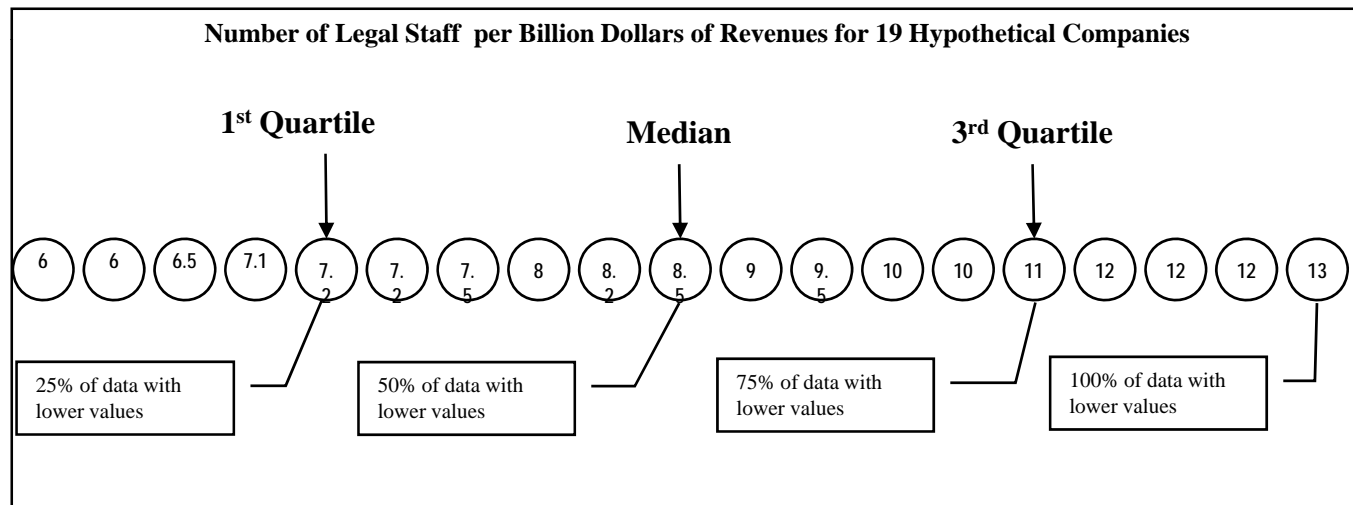 Number of Legal Staff per Billion Dollars of Revenues for 19 Hypothetical Companies
1st Quartile
Median
3rd Quartile
6 6 6.5 7.1 7.2 7.2 7.5 8 8.2 8.5 9 9.5 10 10 11 12 12 12 13
25% of data with
lower values
50% of data with
lower values
75% of data with
lower values
100% of data with
lower values